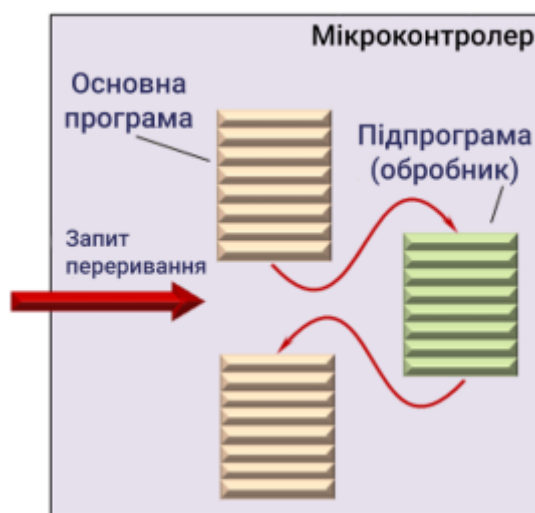 Мікроконтролер
Основна
програма
Підпрограма
(обробник)
Запит
переривання